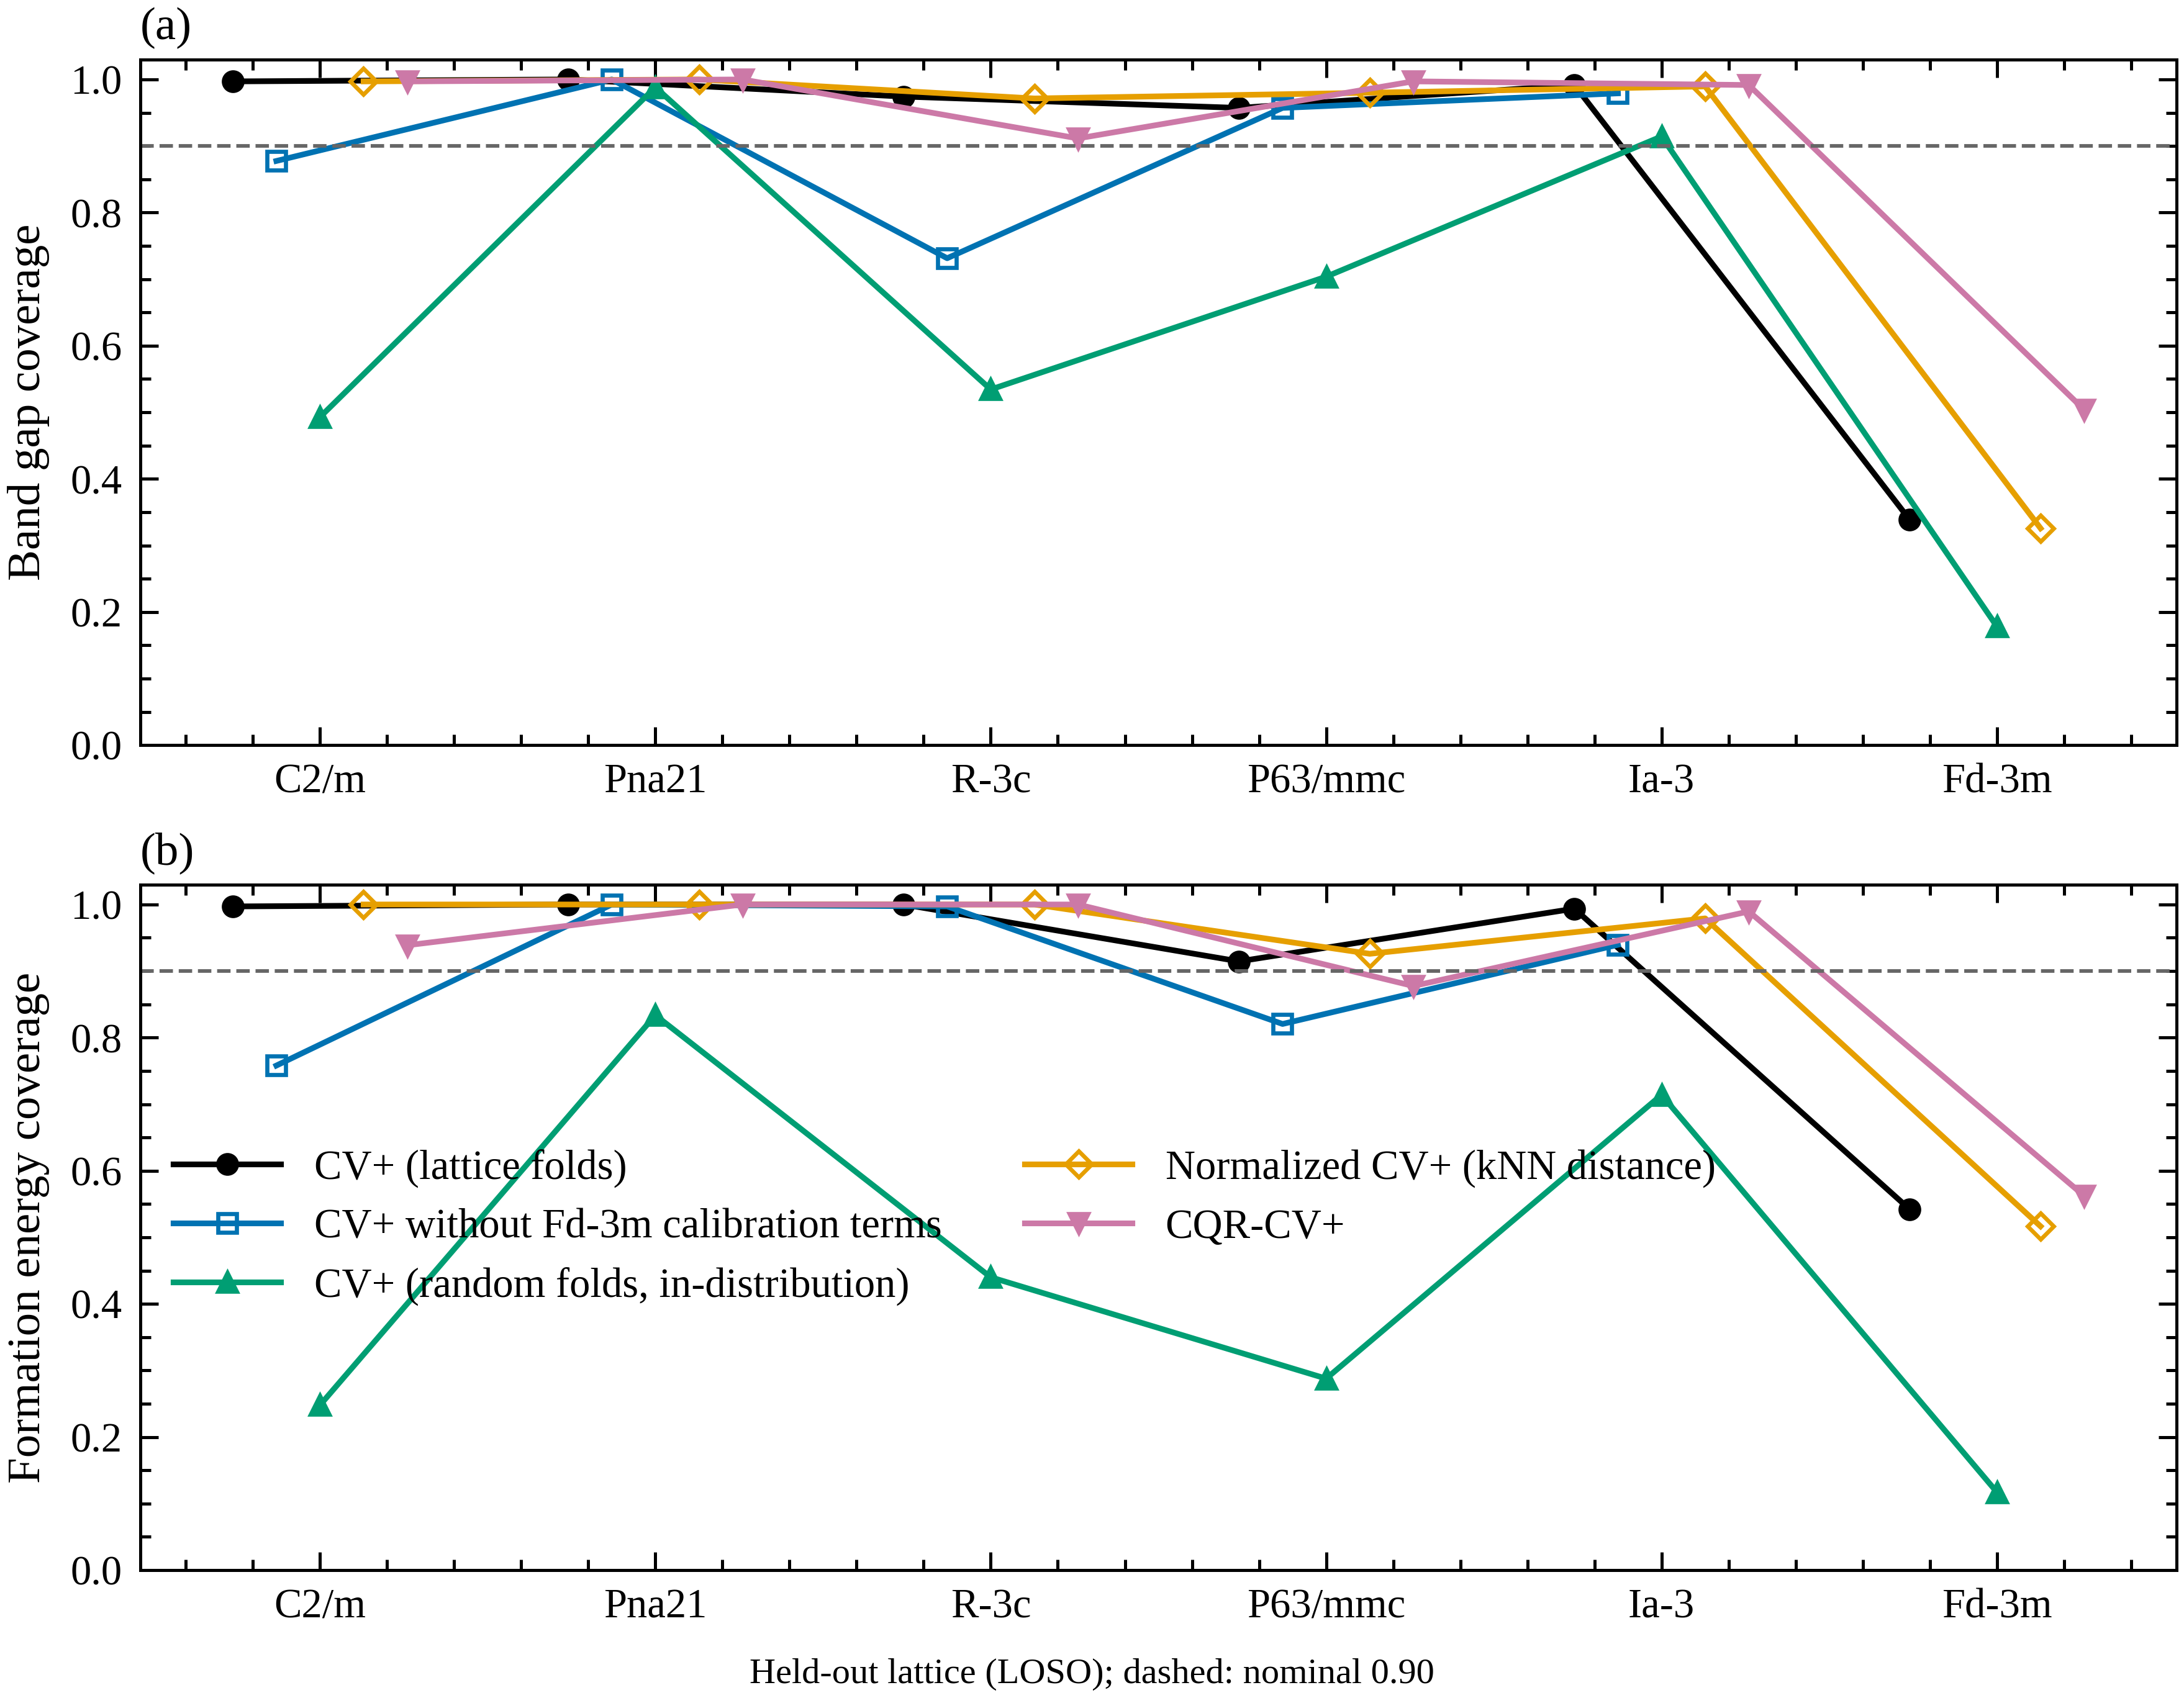 (a)
1.0
0.8
0.6
0.4
0.2
0.0
Band gap coverage
C2/m Pna21 R-3c P63/mmc Ia-3 Fd-3m
(b)
1.0
0.8
0.6
0.4
0.2
0.0
Formation energy coverage
CV+ (lattice folds)
CV+ without Fd-3m calibration terms
CV+ (random folds, in-distribution)
Normalized CV+ (kNN distance)
CQR-CV+
C2/m Pna21 R-3c P63/mmc Ia-3 Fd-3m
Held-out lattice (LOSO); dashed: nominal 0.90